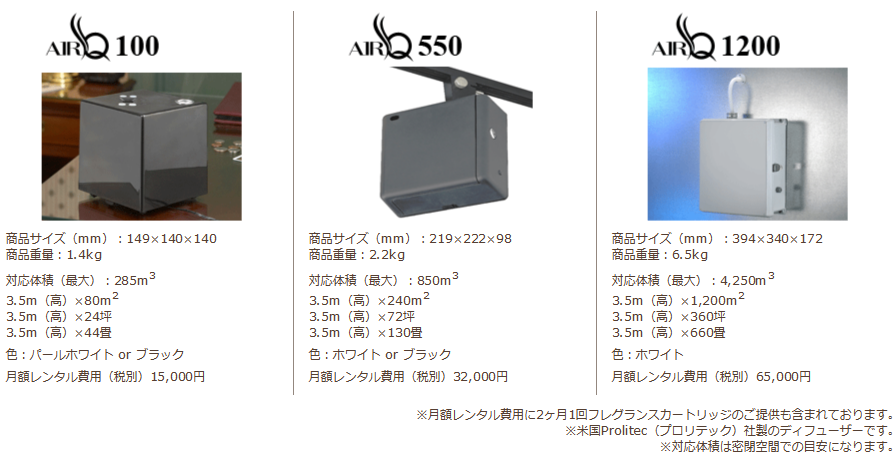 AIRQ 100
商品サイズ（mm）：149×140×140
商品重量：1.4kg
対応体積（最大）：285m³
3.5m（高）×80m²
3.5m（高）×24坪
3.5m（高）×44畳
色：パールホワイト or ブラック
月額レンタル費用（税別）15,000円
AIRQ 550
商品サイズ（mm）：219×222×98
商品重量：2.2kg
対応体積（最大）：850m³
3.5m（高）×240m²
3.5m（高）×72坪
3.5m（高）×130畳
色：ホワイト or ブラック
月額レンタル費用（税別）32,000円
AIRQ 1200
商品サイズ（mm）：394×340×172
商品重量：6.5kg
対応体積（最大）：4,250m³
3.5m（高）×1,200m²
3.5m（高）×360坪
3.5m（高）×660畳
色：ホワイト
月額レンタル費用（税別）65,000円
※月額レンタル費用に2ヶ月1回フレグランスカートリッジのご提供も含まれております。
※米国Prolitec（プロリテック）社製のディフューザーです。
※対応体積は密閉空間での目安になります。